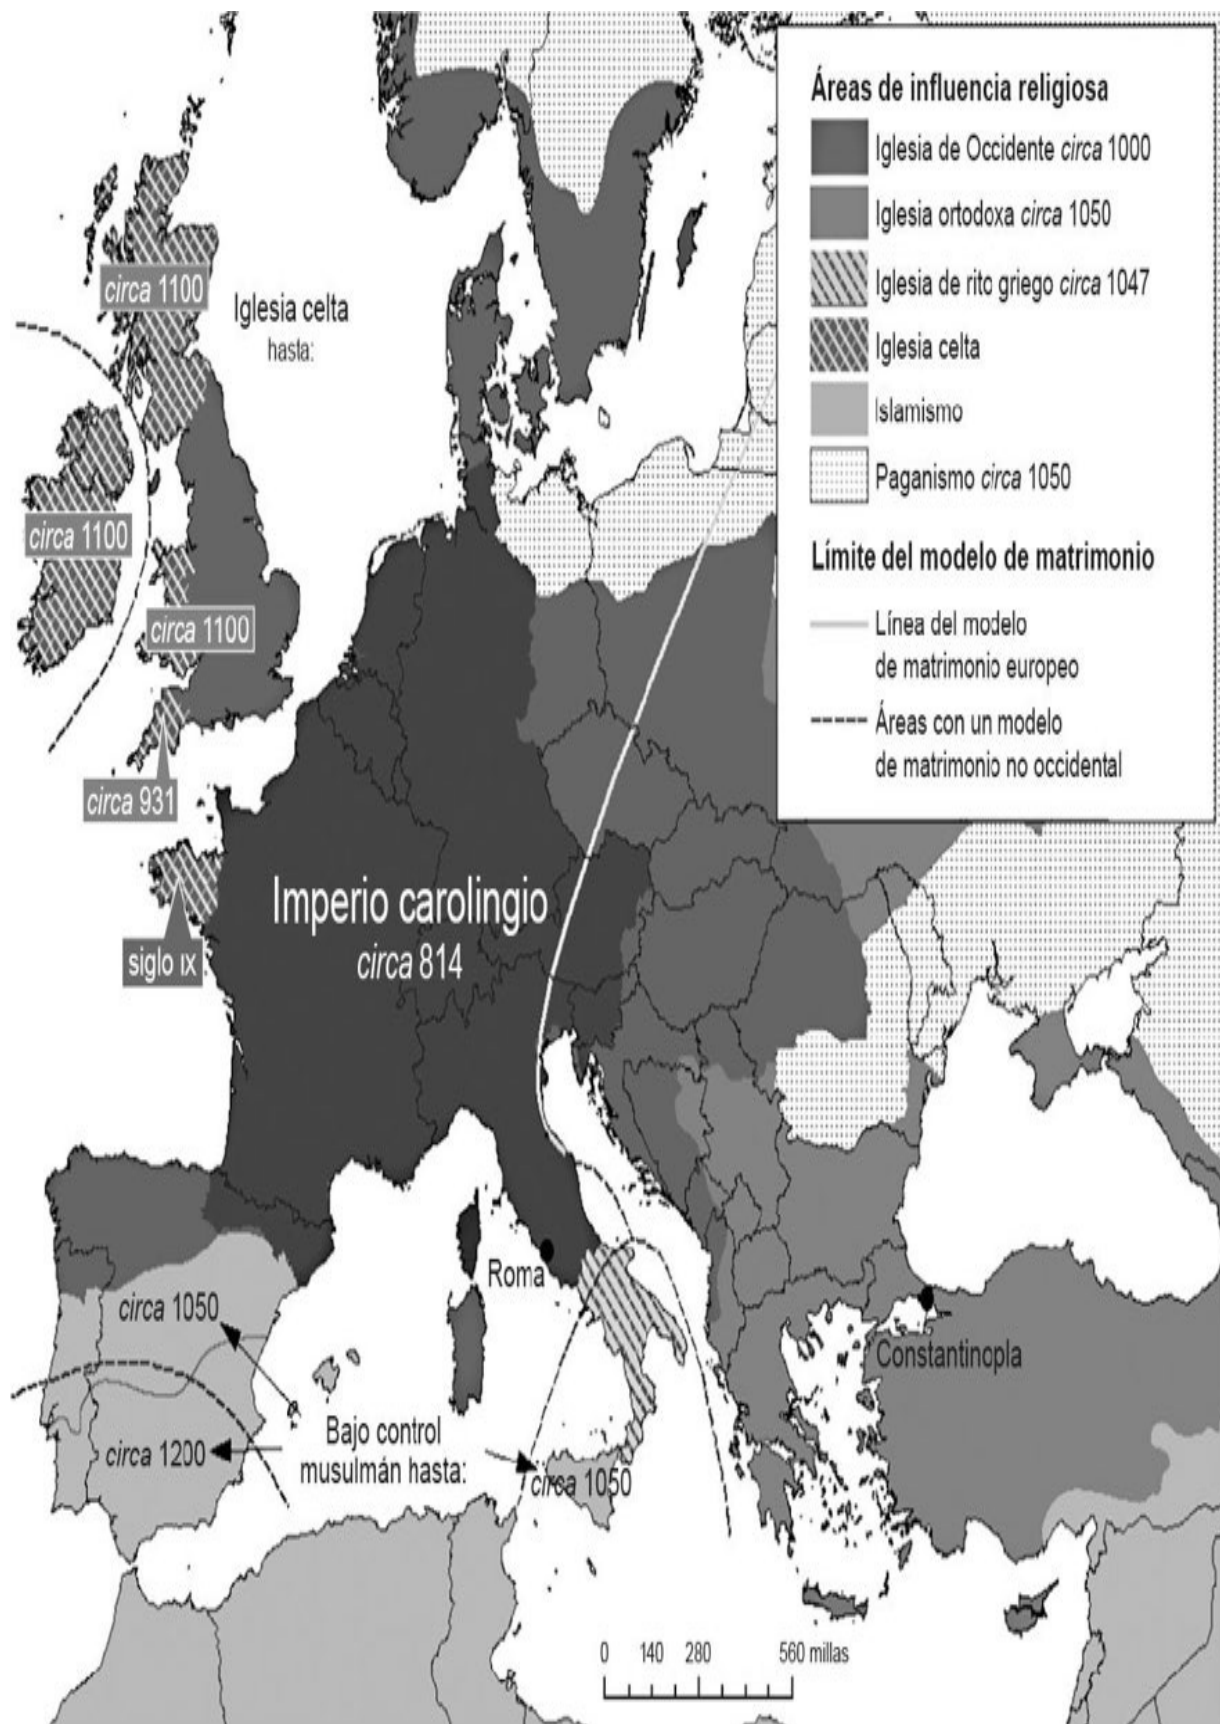 Áreas de influencia religiosa
Iglesia de Occidente circa 1000
Iglesia ortodoxa circa 1050
Iglesia de rito griego circa 1047
Iglesia celta
Islamismo
Paganismo circa 1050
Límite del modelo de matrimonio
Línea del modelo
de matrimonio europeo
Áreas con un modelo
de matrimonio no occidental
circa 1100
Iglesia celta
hasta:
circa 1100
circa 1100
circa 931
siglo IX
Imperio carolingio
circa 814
Roma
Constantinopla
circa 1050
circa 1200
Bajo control
musulmán hasta:
circa 1050
0 140 280 560 millas